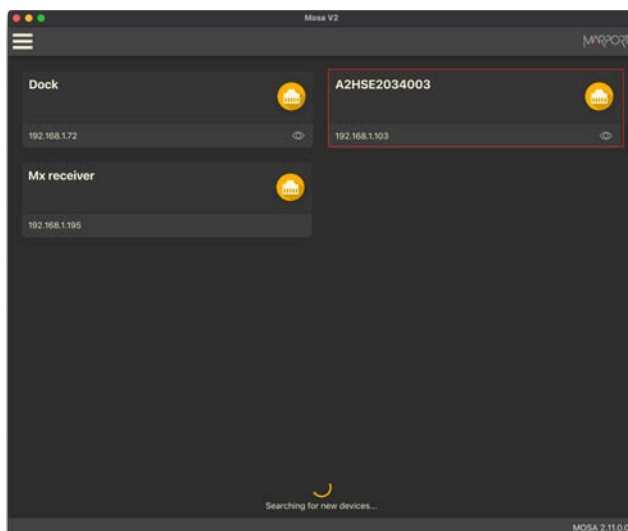 Mosa V2
MARPORT
Dock
192.168.1.72
A2HSE2034003
192.168.1.103
Mx receiver
192.168.1.195
Searching for new devices...
MOSA 2.11.0.0